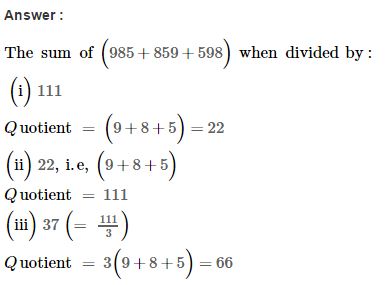 Answer :
The sum of (985 + 859 + 598) when divided by :
(i) 111
Quotient = (9 + 8 + 5) = 22
(ii) 22, i. e, (9 + 8 + 5)
Quotient = 111
(iii) 37 (= 111/3)
Quotient = 3(9 + 8 + 5) = 66